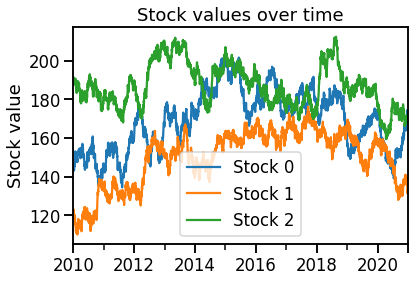 Stock values over time
Stock value
200
180
160
140
120
Stock 0
Stock 1
Stock 2
2010 2012 2014 2016 2018 2020